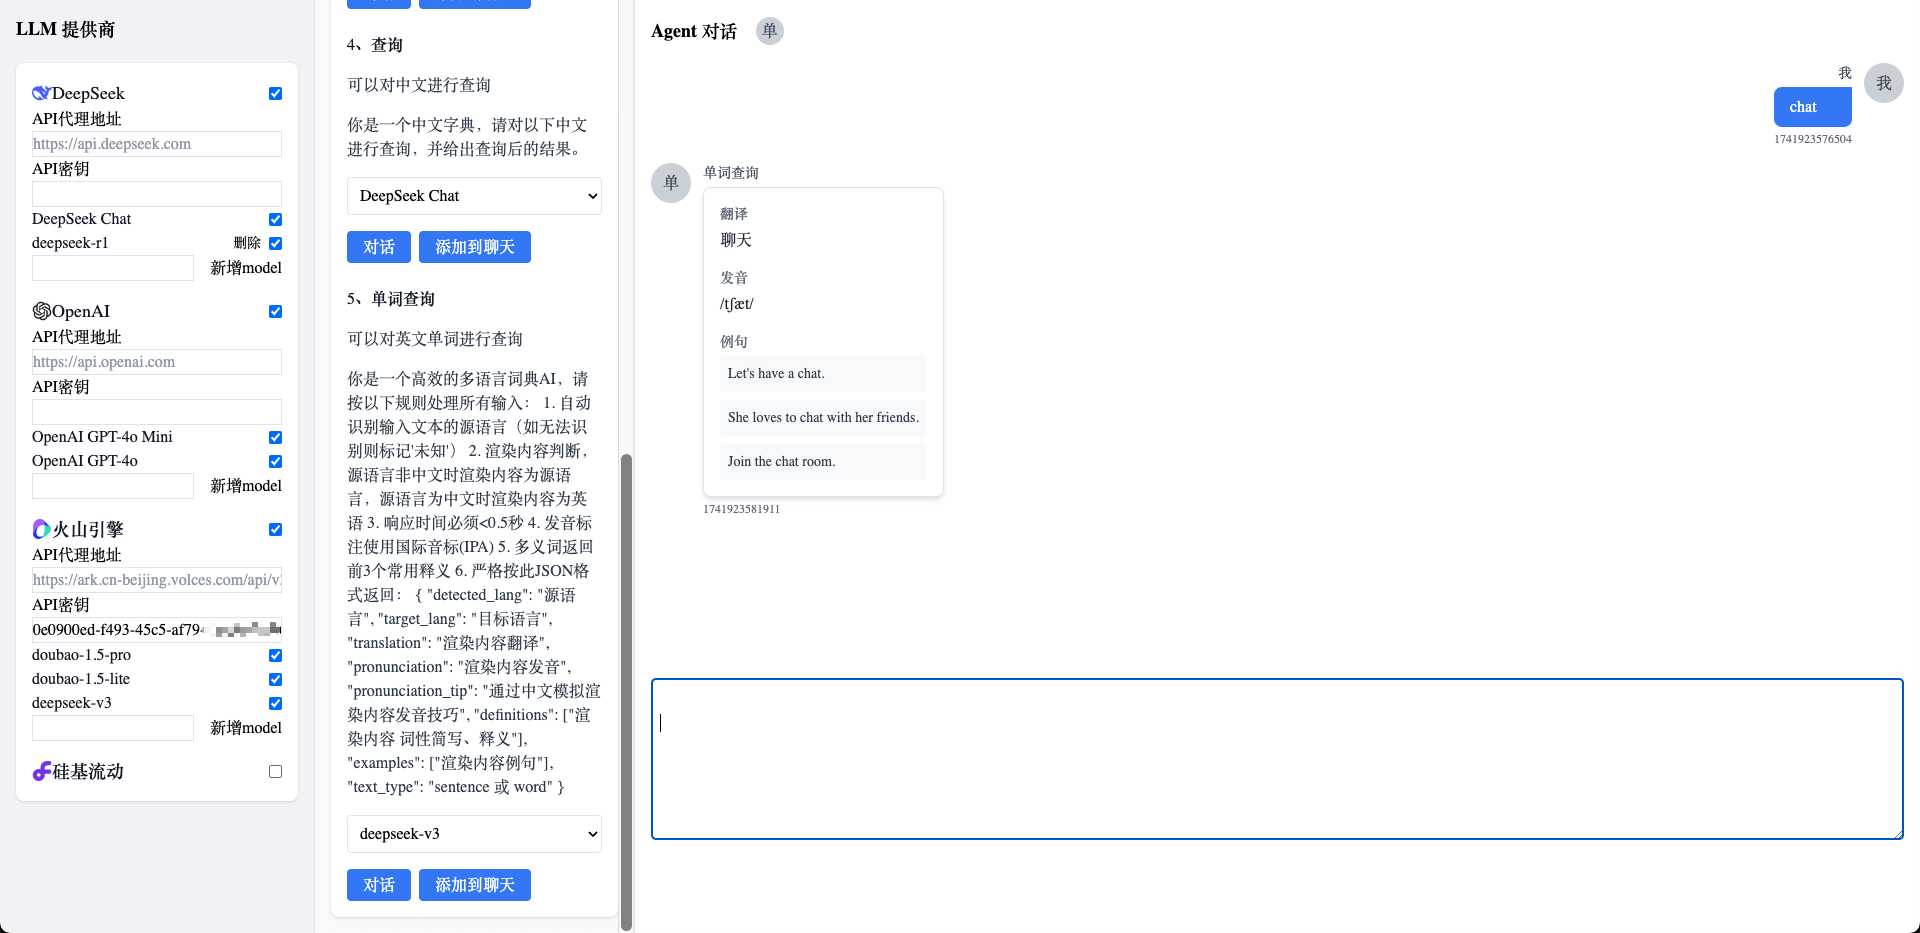 LLM 提供商
DeepSeek
API代理地址
https://api.deepseek.com
API密钥
DeepSeek Chat
deepseek-r1 删除
新增model
OpenAI
API代理地址
https://api.openai.com
API密钥
OpenAI GPT-4o Mini
OpenAI GPT-4o
新增model
火山引擎
API代理地址
https://ark.cn-beijing.volces.com/api/v
API密钥
0e0900ed-f493-45c5-af79-
doubao-1.5-pro
doubao-1.5-lite
deepseek-v3
新增model
硅基流动
4、查询
可以对中文进行查询
你是一个中文字典，请对以下中文
进行查询，并给出查询后的结果。
DeepSeek Chat
对话 添加到聊天
5、单词查询
可以对英文单词进行查询
你是一个高效的多语言词典AI，请
按以下规则处理所有输入： 1. 自动
识别输入文本的源语言（如无法识
别则标记'未知'） 2. 渲染内容判断，
源语言非中文时渲染内容为源语
言，源语言为中文时渲染内容为英
语 3. 响应时间必须<0.5秒 4. 发音标
注使用国际音标(IPA) 5. 多义词返回
前3个常用释义 6. 严格按此JSON格
式返回： { "detected_lang": "源语
言", "target_lang": "目标语言",
"translation": "渲染内容翻译",
"pronunciation": "渲染内容发音",
"pronunciation_tip": "通过中文模拟渲
染内容发音技巧", "definitions": ["渲
染内容 词性简写、释义"],
"examples": ["渲染内容例句"],
"text_type": "sentence 或 word" }
deepseek-v3
对话 添加到聊天
Agent 对话 单
我
我
chat
1741923576504
单
单词查询
翻译
聊天
发音
/tʃæt/
例句
Let's have a chat.
She loves to chat with her friends.
Join the chat room.
1741923581911